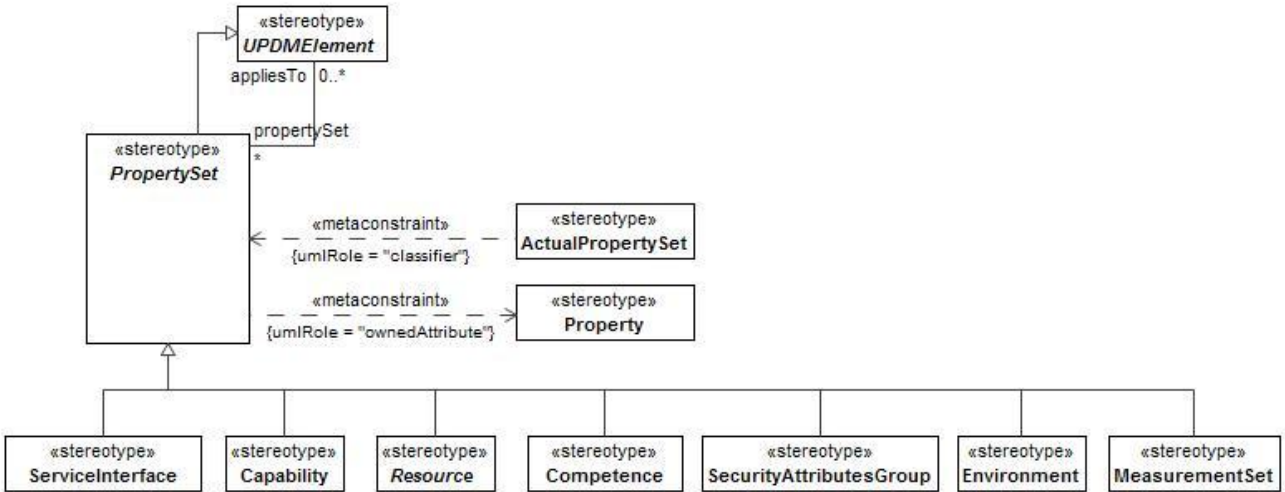 «stereotype»
UPDMElement
appliesTo 0..*
propertySet
*
«stereotype»
PropertySet
«metaconstraint»
{umlRole = "classifier"}
«stereotype»
ActualPropertySet
«metaconstraint»
{umlRole = "ownedAttribute"}
«stereotype»
Property
«stereotype»
ServiceInterface
«stereotype»
Capability
«stereotype»
Resource
«stereotype»
Competence
«stereotype»
SecurityAttributesGroup
«stereotype»
Environment
«stereotype»
MeasurementSet